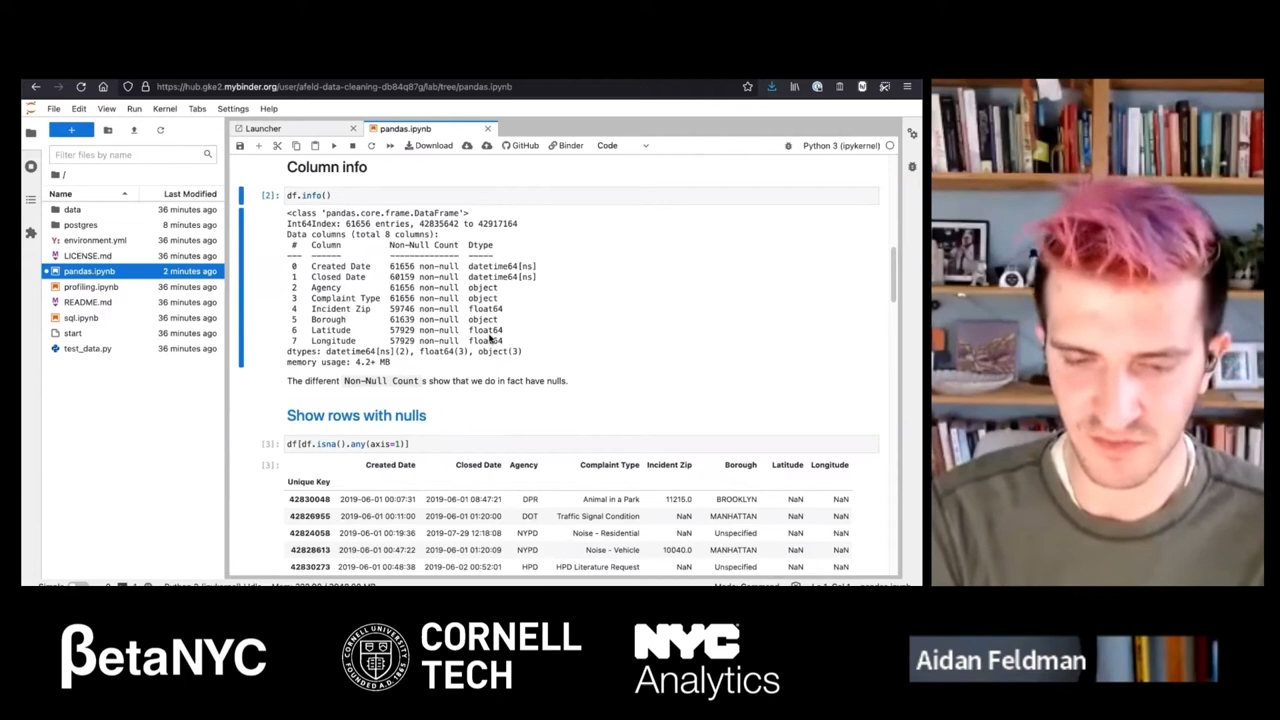 https://hub.gke2.mybinder.org/user/afeld-data-cleaning-db84q87g/lab/tree/pandas.ipynb
File Edit View Run Kernel Tabs Settings Help
Launcher
pandas.ipynb
Download
GitHub
Binder
Code
Python 3 (ipykernel)
Filter files by name
/
Name Last Modified
data 36 minutes ago
postgres 8 minutes ago
environment.yml 36 minutes ago
LICENSE.md 36 minutes ago
pandas.ipynb 2 minutes ago
profiling.ipynb 36 minutes ago
README.md 36 minutes ago
sql.ipynb 36 minutes ago
start 36 minutes ago
test_data.py 36 minutes ago
Column info
[2]: df.info()
<class 'pandas.core.frame.DataFrame'>
Int64Index: 61656 entries, 42835642 to 42917164
Data columns (total 8 columns):
# Column Non-Null Count Dtype
--- ------ -------------- -----
0 Created Date 61656 non-null datetime64[ns]
1 Closed Date 60159 non-null datetime64[ns]
2 Agency 61656 non-null object
3 Complaint Type 61656 non-null object
4 Incident Zip 59746 non-null float64
5 Borough 61639 non-null object
6 Latitude 57929 non-null float64
7 Longitude 57929 non-null float64
dtypes: datetime64[ns](2), float64(3), object(3)
memory usage: 4.2+ MB
The different Non-Null Count s show that we do in fact have nulls.
Show rows with nulls
[3]: df[df.isna().any(axis=1)]
[3]: Created Date Closed Date Agency Complaint Type Incident Zip Borough Latitude Longitude
Unique Key
42830048 2019-06-01 00:07:31 2019-06-01 08:47:21 DPR Animal in a Park 11215.0 BROOKLYN NaN NaN
42826955 2019-06-01 00:11:00 2019-06-01 01:20:00 DOT Traffic Signal Condition NaN MANHATTAN NaN NaN
42824058 2019-06-01 00:19:36 2019-07-29 12:18:08 NYPD Noise - Residential NaN Unspecified NaN NaN
42828613 2019-06-01 00:47:22 2019-06-01 01:20:09 NYPD Noise - Vehicle 10040.0 MANHATTAN NaN NaN
42830273 2019-06-01 00:48:38 2019-06-02 00:52:01 HPD HPD Literature Request NaN Unspecified NaN NaN
βetaNYC
CORNELL
TECH
NYC
Analytics
Aidan Feldman